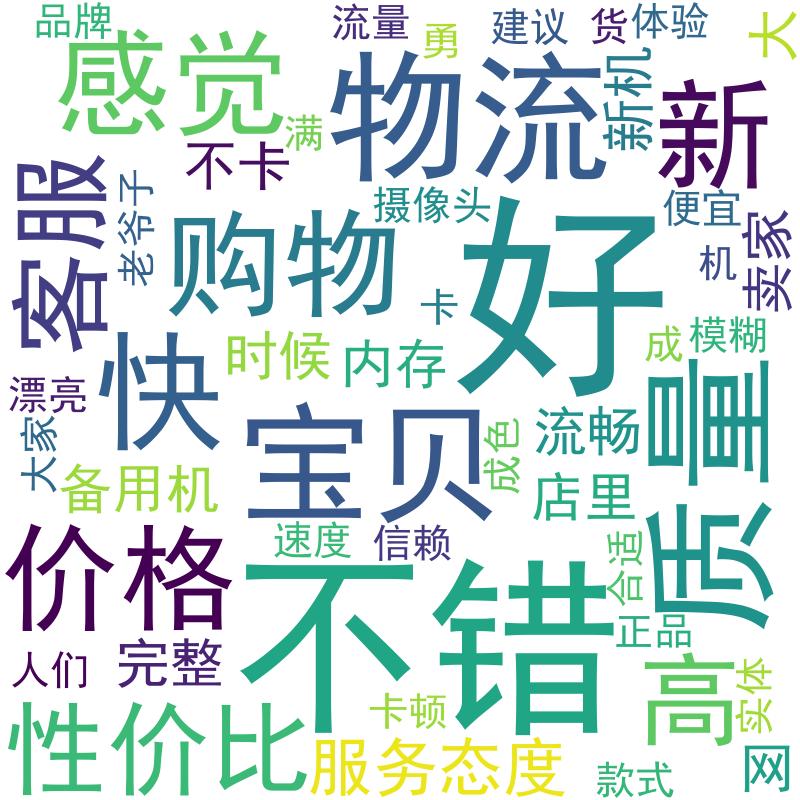 品牌
流量
勇
建议
货
体验
大
感觉
物流
新机
新
满
不卡
客服
老爷子
购物
摄像头
好
便宜
卖家
机
卡
快
时候
内存
成
模糊
漂亮
大家
宝贝
成色
流畅
质量
备用机
店里
价格
速度
信赖
不错
合适
正品
人们
完整
高
实体
性价比
卡顿
服务态度
款式
网